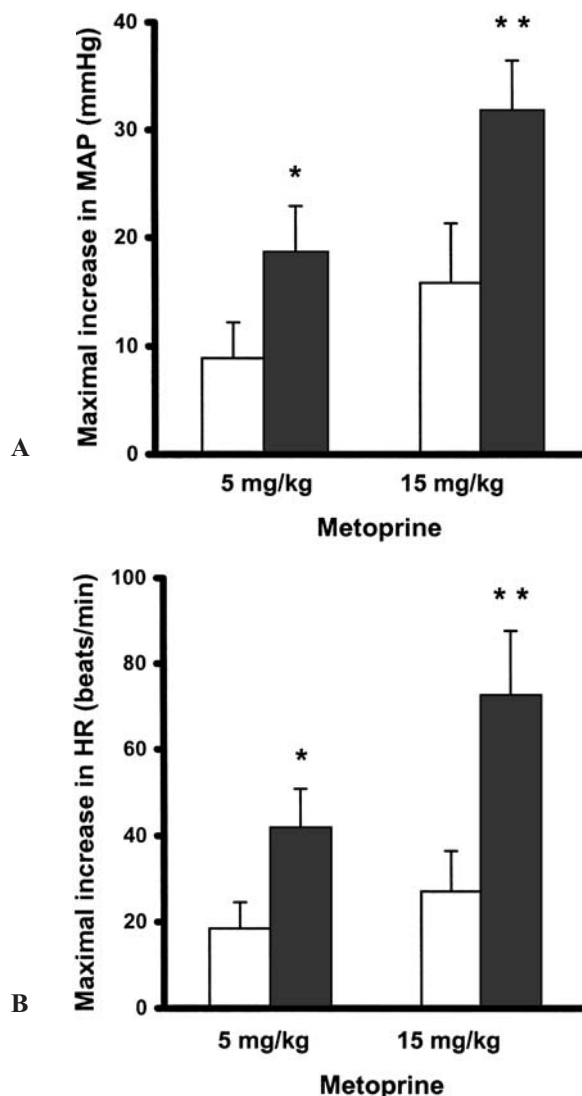 Maximal increase in MAP (mmHg)
40
30
20
10
0
*
* *
A
5 mg/kg 15 mg/kg
Metoprine
Maximal increase in HR (beats/min)
100
80
60
40
20
0
*
* *
B
5 mg/kg 15 mg/kg
Metoprine